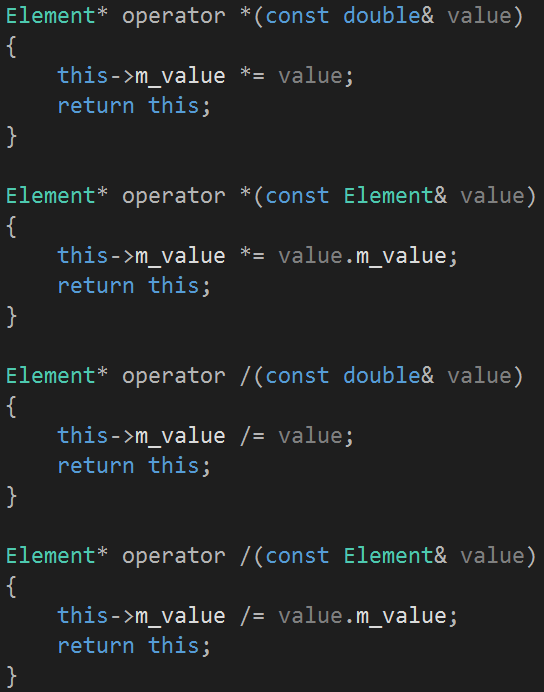 Element* operator *(const double& value)
{
    this->m_value *= value;
    return this;
}

Element* operator *(const Element& value)
{
    this->m_value *= value.m_value;
    return this;
}

Element* operator /(const double& value)
{
    this->m_value /= value;
    return this;
}

Element* operator /(const Element& value)
{
    this->m_value /= value.m_value;
    return this;
}